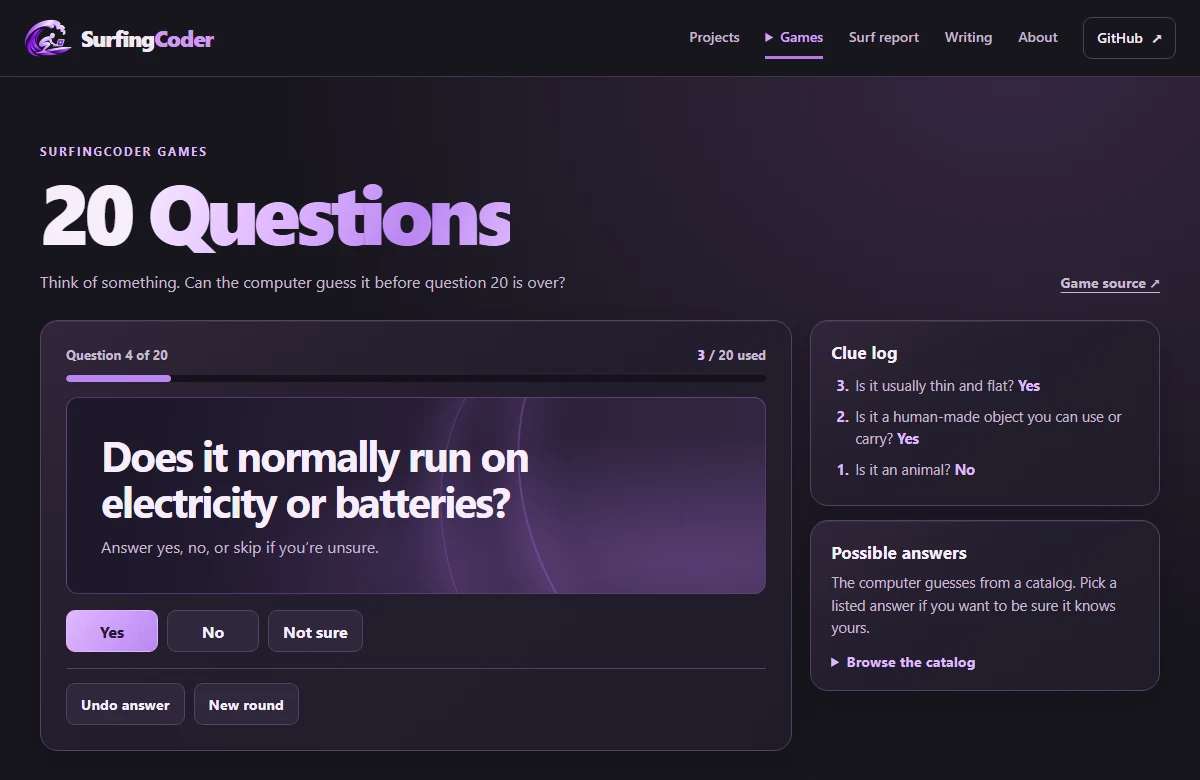 SurfingCoder
Projects
Games
Surf report
Writing
About
GitHub ↗
SURFINGCODER GAMES
20 Questions
Think of something. Can the computer guess it before question 20 is over?
Game source ↗
Question 4 of 20
3 / 20 used
Does it normally run on
electricity or batteries?
Answer yes, no, or skip if you’re unsure.
Yes
No
Not sure
Undo answer
New round
Clue log
3. Is it usually thin and flat? Yes
2. Is it a human-made object you can use or
carry? Yes
1. Is it an animal? No
Possible answers
The computer guesses from a catalog. Pick a
listed answer if you want to be sure it knows
yours.
Browse the catalog